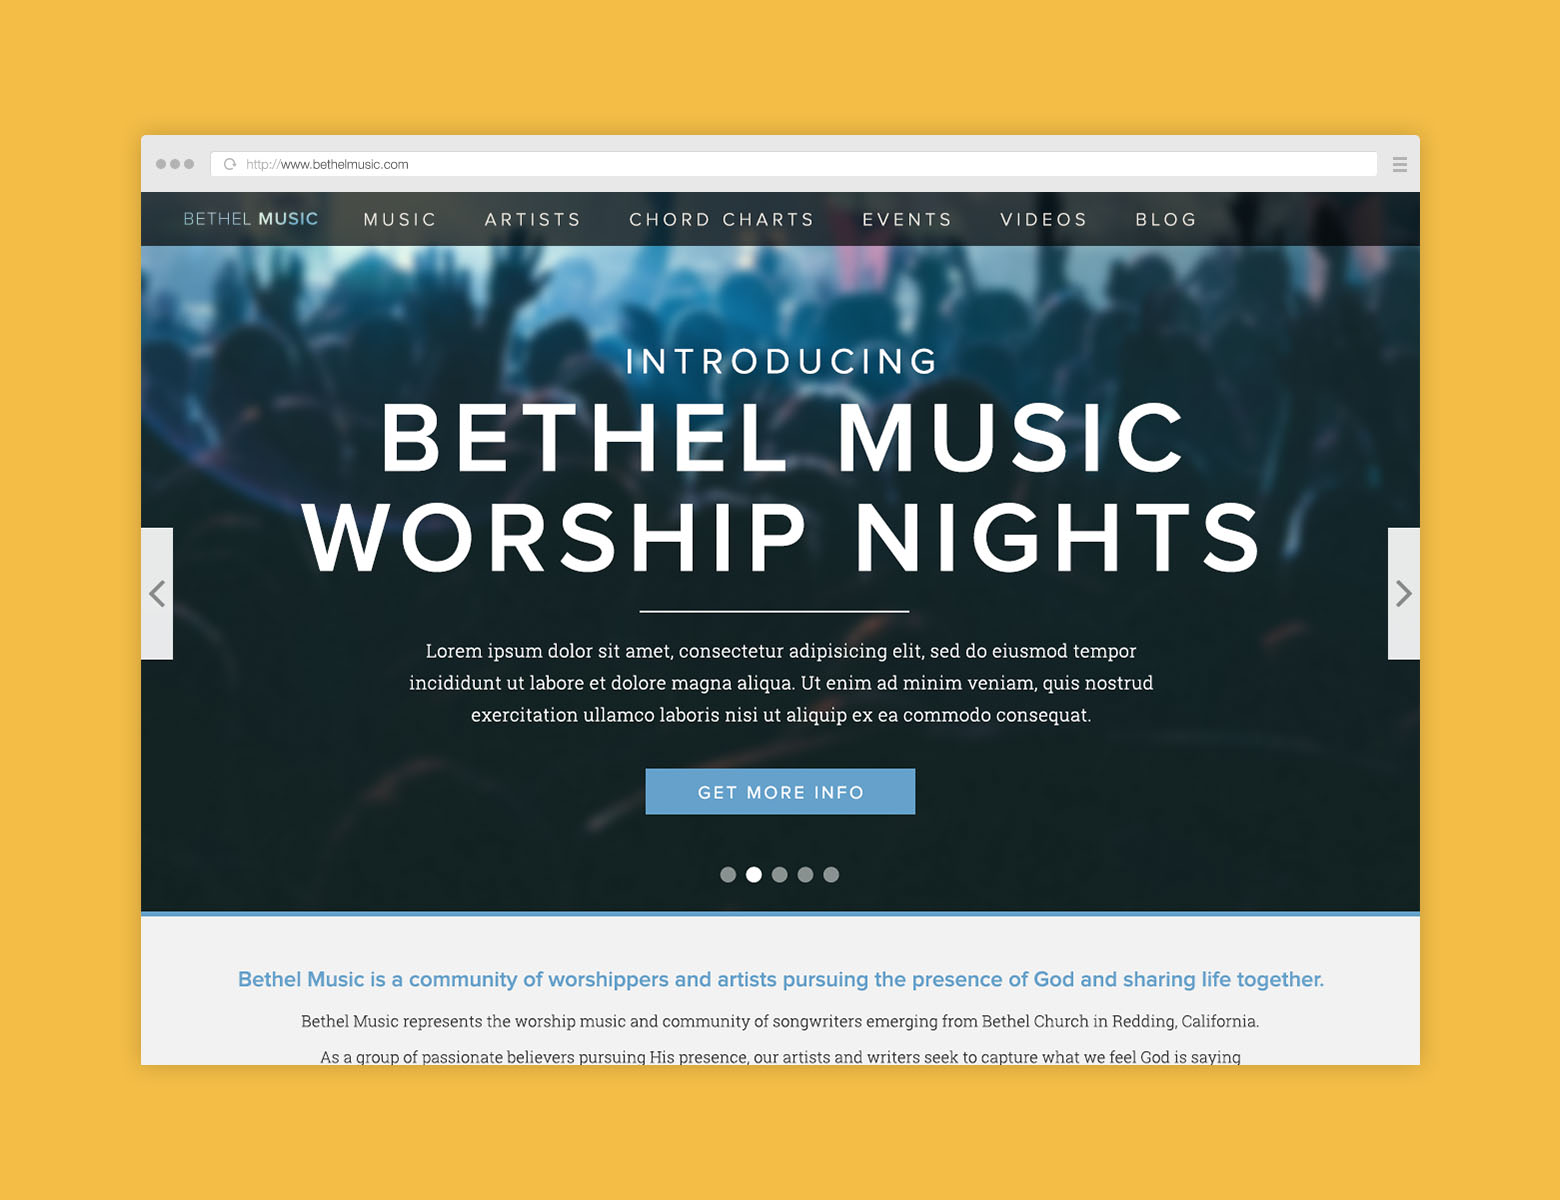 http://www.bethelmusic.com
BETHEL MUSIC MUSIC ARTISTS CHORD CHARTS EVENTS VIDEOS BLOG
INTRODUCING
BETHEL MUSIC
WORSHIP NIGHTS
Lorem ipsum dolor sit amet, consectetur adipisicing elit, sed do eiusmod tempor
incididunt ut labore et dolore magna aliqua. Ut enim ad minim veniam, quis nostrud
exercitation ullamco laboris nisi ut aliquip ex ea commodo consequat.
GET MORE INFO
Bethel Music is a community of worshippers and artists pursuing the presence of God and sharing life together.
Bethel Music represents the worship music and community of songwriters emerging from Bethel Church in Redding, California.
As a group of passionate believers pursuing His presence, our artists and writers seek to capture what we feel God is saying